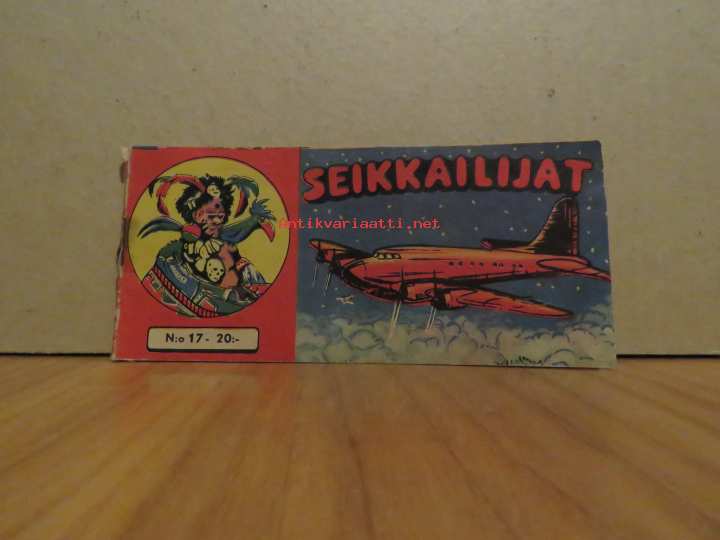 SEIKKAILIJAT
antikvariaatti.net
N:o 17 - 20:-